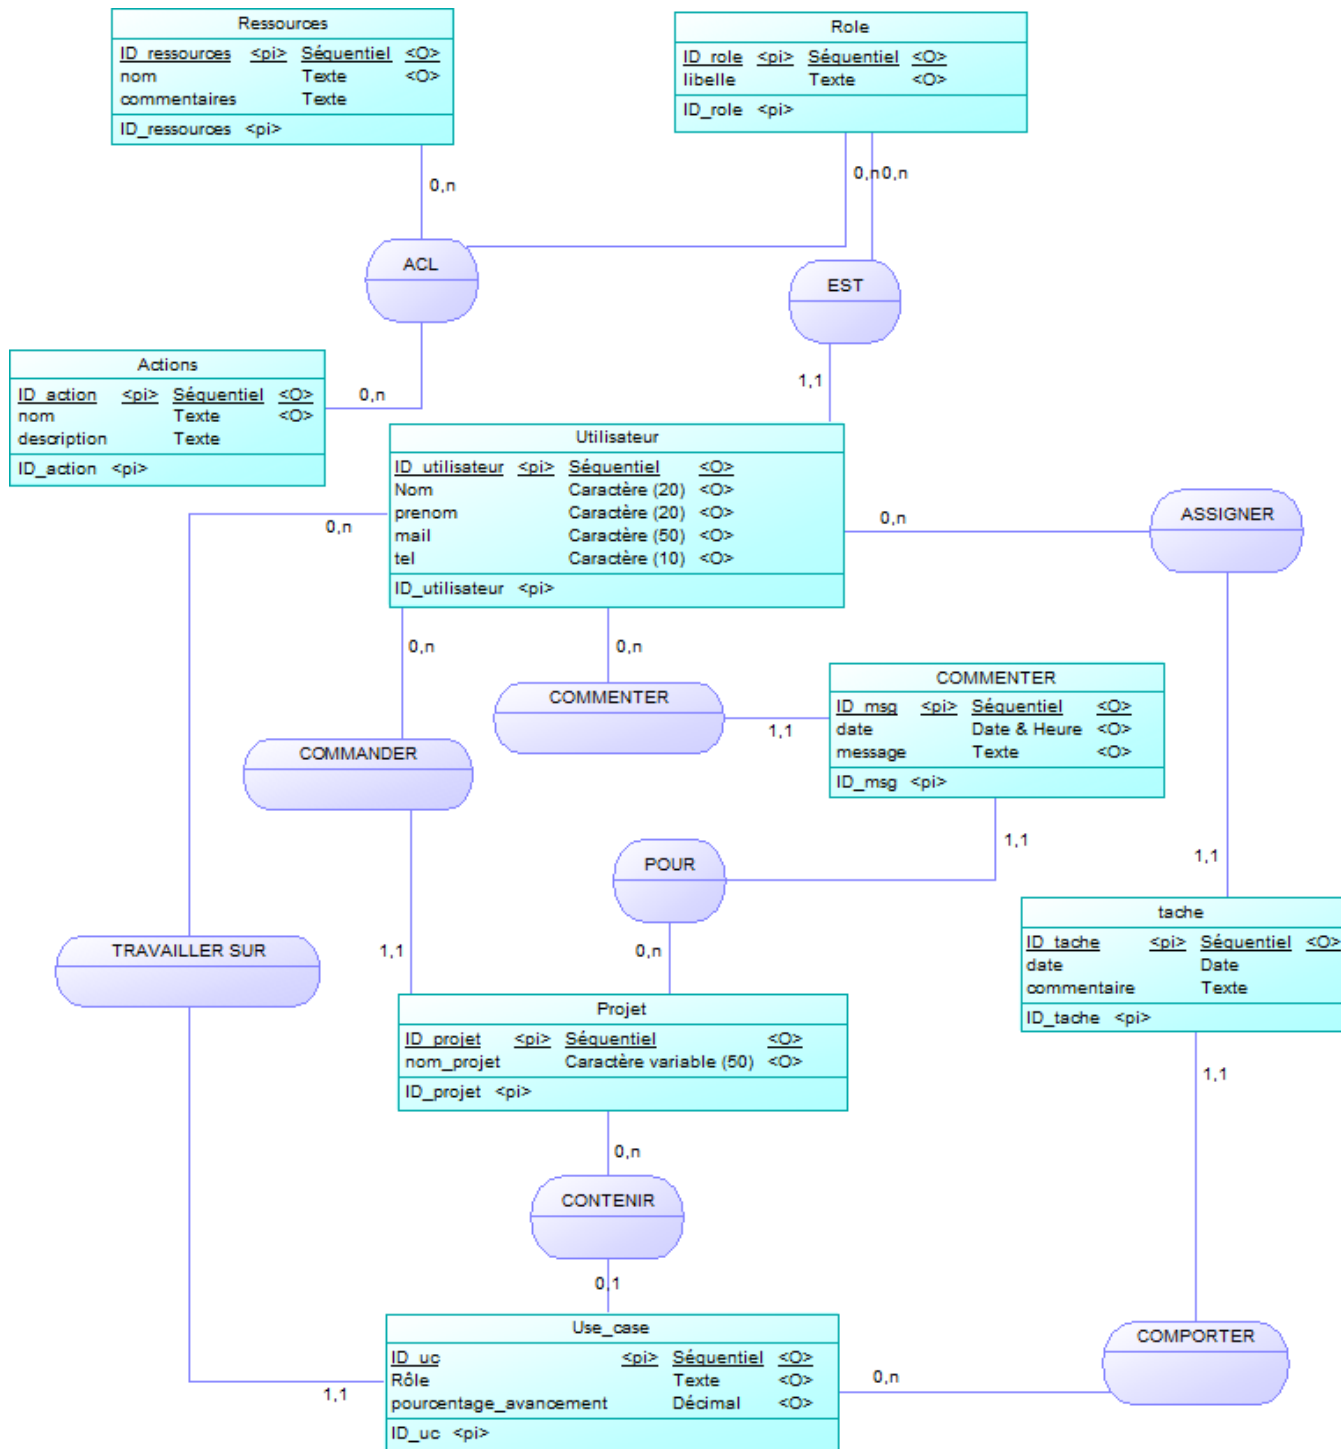 Ressources
ID_ressources <pi> Séquentiel <O>
nom Texte <O>
commentaires Texte
ID_ressources <pi>
Role
ID_role <pi> Séquentiel <O>
libelle Texte <O>
ID_role <pi>
0,n
0,n
0,n
ACL
EST
1,1
Actions
ID_action <pi> Séquentiel <O>
nom Texte <O>
description Texte
ID_action <pi>
0,n
Utilisateur
ID_utilisateur <pi> Séquentiel <O>
Nom Caractère (20) <O>
prenom Caractère (20) <O>
mail Caractère (50) <O>
tel Caractère (10) <O>
ID_utilisateur <pi>
0,n
0,n
ASSIGNER
0,n
0,n
COMMENTER
COMMENTER
ID_msg <pi> Séquentiel <O>
date Date & Heure <O>
message Texte <O>
ID_msg <pi>
1,1
COMMANDER
1,1
1,1
POUR
tache
ID_tache <pi> Séquentiel <O>
date Date
commentaire Texte
ID_tache <pi>
TRAVAILLER SUR
1,1
0,n
Projet
ID_projet <pi> Séquentiel <O>
nom_projet Caractère variable (50) <O>
ID_projet <pi>
1,1
0,n
CONTENIR
0,1
Use_case
ID_uc <pi> Séquentiel <O>
Rôle Texte <O>
pourcentage_avancement Décimal <O>
ID_uc <pi>
1,1
0,n
COMPORTER